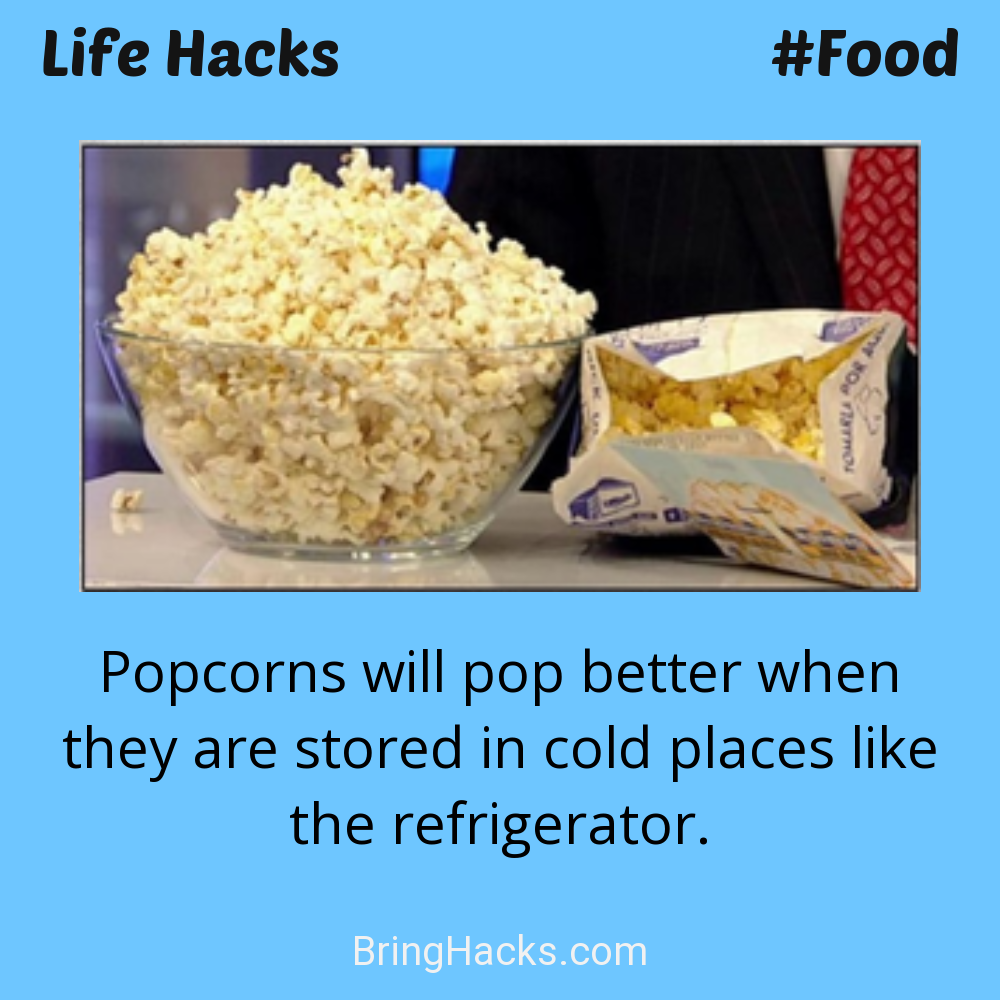 Life Hacks
#Food
Popcorns will pop better when
they are stored in cold places like
the refrigerator.
BringHacks.com